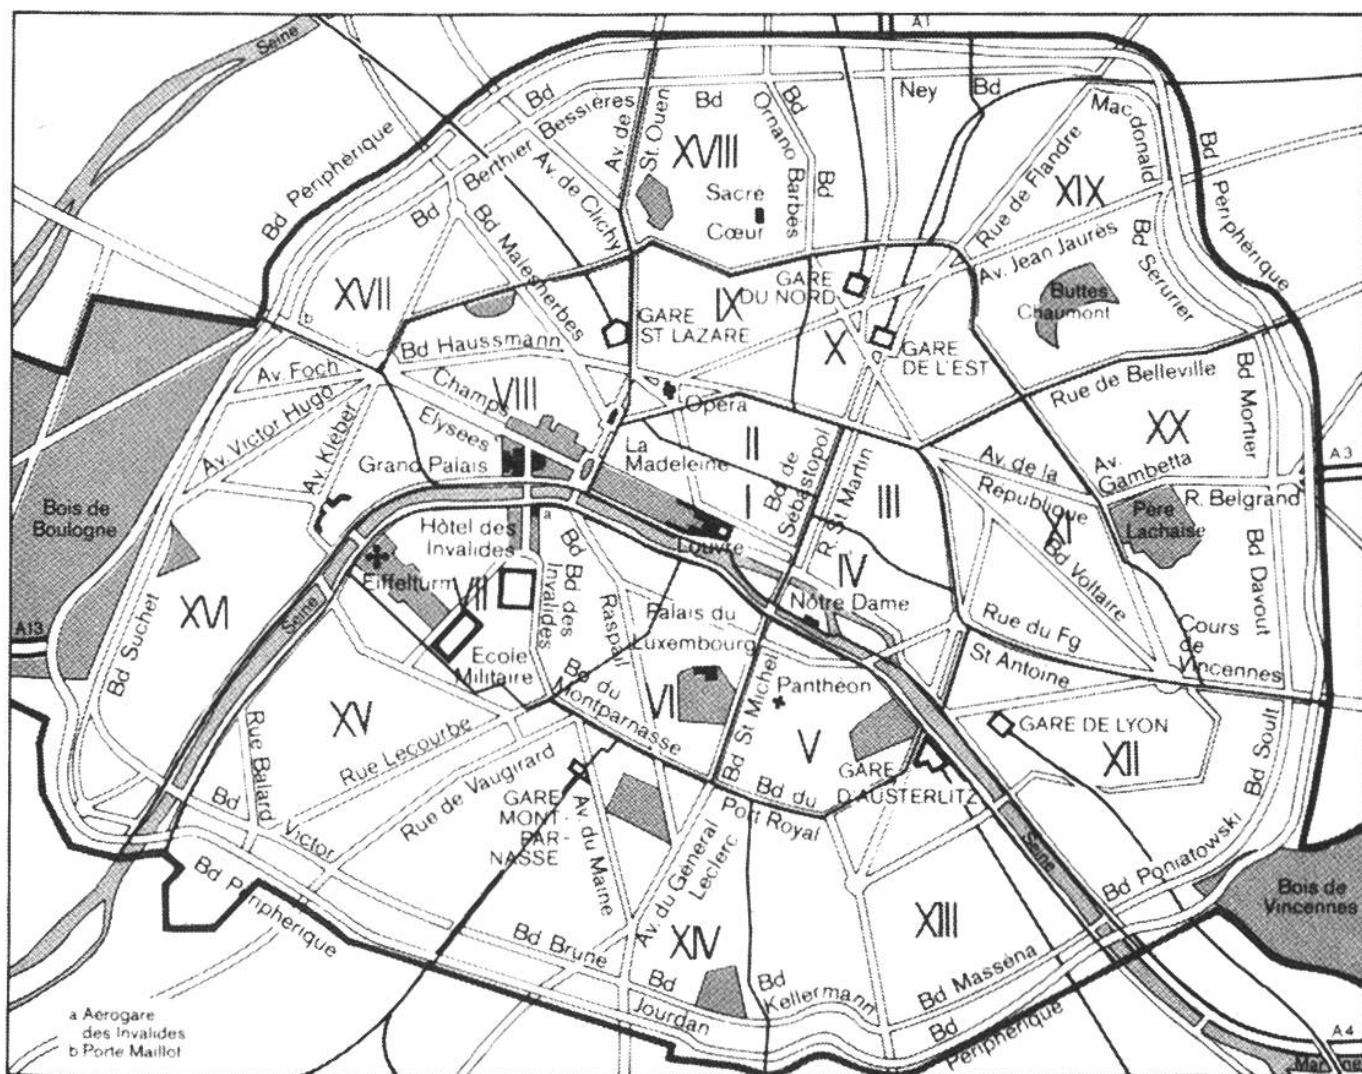 A1
Seine
Bd Périphérique
Bd
Bessières
Berthier
Bd
Av. de Clichy
Av. de
St. Ouen
Bd
Ney
Bd
XVIII
Bd
Ornano
Bd
Barbès
Sacré
Cœur
Macdonald
Bd
Périphérique
Rue de Flandre
XIX
Av. Jean Jaurès
Bd Serurier
Bd Malesherbes
XVII
b
GARE
DU NORD
IX
GARE
ST LAZARE
X
GARE
DE L'EST
Buttes
Chaumont
Bd Haussmann
Av. Foch
Av. Victor Hugo
Av. Kléber
Champs
Elysées
VIII
Opéra
Rue de Belleville
Bd Mortier
XX
Grand Palais
La
Madeleine
II
I
Bd de
Sébastopol
R. St Martin
III
Av. de la
République
Av.
Gambetta
R. Belgrand
A3
Bois de
Boulogne
a
Hôtel des
Invalides
Louvre
XI
Bd Voltaire
Père
Lachaise
Eiffelturm
VII
Bd des
Invalides
Bd
Raspail
IV
Nôtre Dame
Bd Davout
XVI
A13
Bd Suchet
Seine
Palais du
Luxembourg
Rue du Fg
St Antoine
Cours
de
Vincennes
Ecole
Militaire
Bd du
Montparnasse
VI
Bd St Michel
Panthéon
V
XV
Rue Balard
Rue Lecourbe
Rue de Vaugirard
GARE DE LYON
XII
Bd Soult
GARE
D'AUSTERLITZ
Bd du
Port Royal
Bd
Victor
GARE
MONT-
PAR-
NASSE
Av. du Maine
Av. du Général
Leclerc
Seine
Bd Poniatowski
Bois de
Vincennes
Bd Périphérique
Bd Brune
XIV
XIII
Bd
Jourdan
Bd
Kellermann
Bd Masséna
Bd
Périphérique
A4
a Aérogare
des Invalides
b Porte Maillot